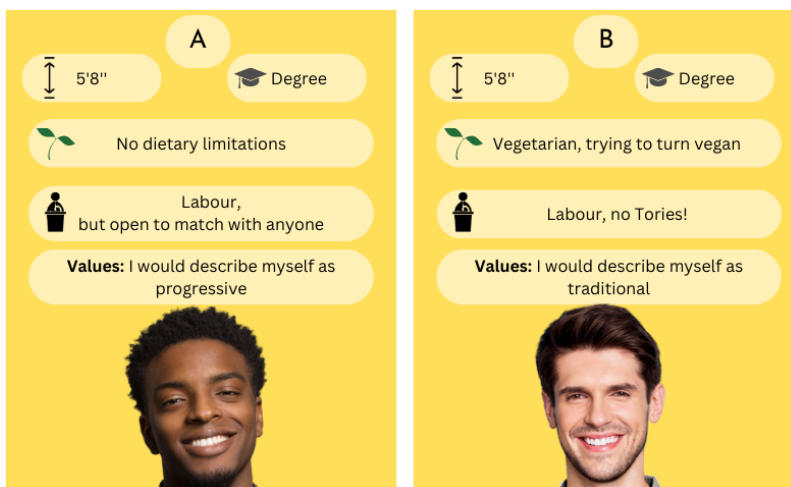 A
5'8''
Degree
No dietary limitations
Labour,
but open to match with anyone
Values: I would describe myself as
progressive
B
5'8''
Degree
Vegetarian, trying to turn vegan
Labour, no Tories!
Values: I would describe myself as
traditional